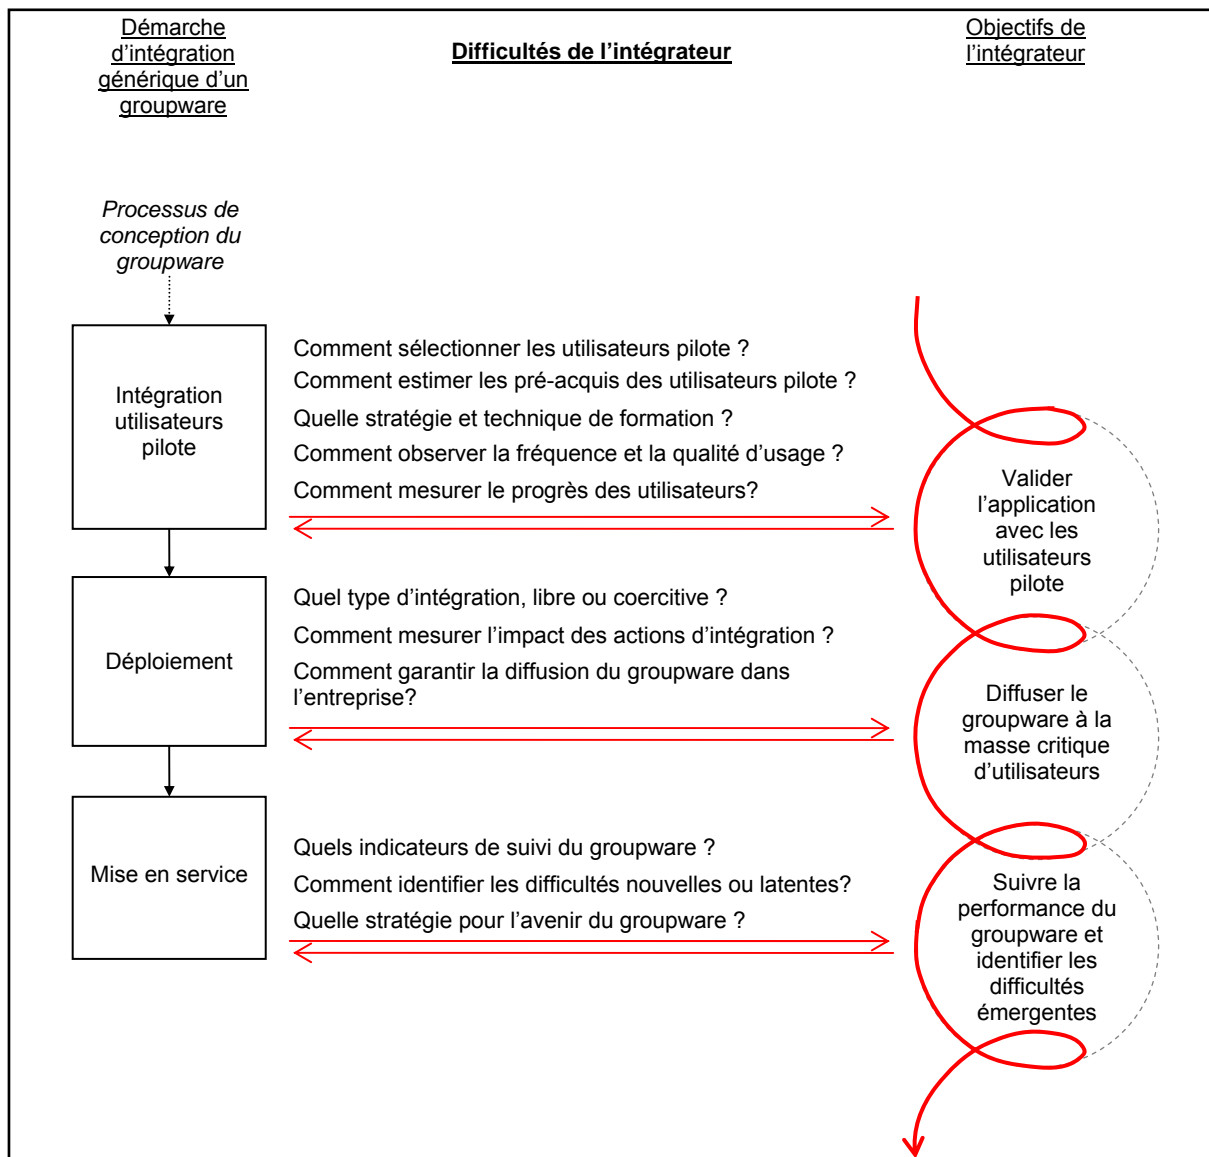 Démarche
d’intégration
générique d’un
groupware
Difficultés de l’intégrateur
Objectifs de
l’intégrateur
Processus de
conception du
groupware
Intégration
utilisateurs
pilote
Comment sélectionner les utilisateurs pilote ?
Comment estimer les pré-acquis des utilisateurs pilote ?
Quelle stratégie et technique de formation ?
Comment observer la fréquence et la qualité d’usage ?
Comment mesurer le progrès des utilisateurs?
Valider
l’application
avec les
utilisateurs
pilote
Déploiement
Quel type d’intégration, libre ou coercitive ?
Comment mesurer l’impact des actions d’intégration ?
Comment garantir la diffusion du groupware dans
l’entreprise?
Diffuser le
groupware à la
masse critique
d’utilisateurs
Mise en service
Quels indicateurs de suivi du groupware ?
Comment identifier les difficultés nouvelles ou latentes?
Quelle stratégie pour l’avenir du groupware ?
Suivre la
performance du
groupware et
identifier les
difficultés
émergentes